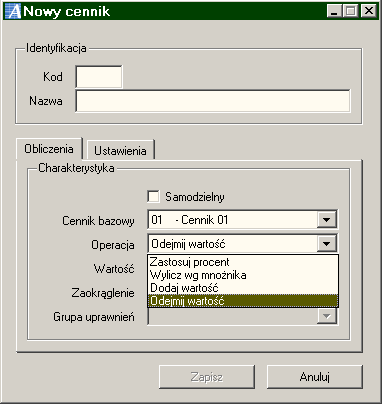 Nowy cennik
Identyfikacja
Kod
Nazwa
Obliczenia Ustawienia
Charakterystyka
Samodzielny
Cennik bazowy 01 - Cennik 01
Operacja Odejmij wartość
Wartość
Zastosuj procent
Wylicz wg mnożnika
Dodaj wartość
Zaokrąglenie Odejmij wartość
Grupa uprawnień
Zapisz Anuluj